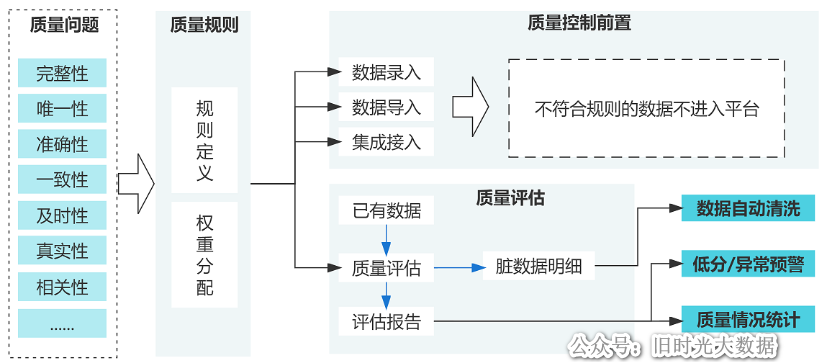 质量问题
完整性
唯一性
准确性
一致性
及时性
真实性
相关性
......
质量规则
规则定义
权重分配
质量控制前置
数据录入
数据导入
集成接入
不符合规则的数据不进入平台
质量评估
已有数据
质量评估
脏数据明细
评估报告
数据自动清洗
低分/异常预警
质量情况统计
公众号：旧时光大数据